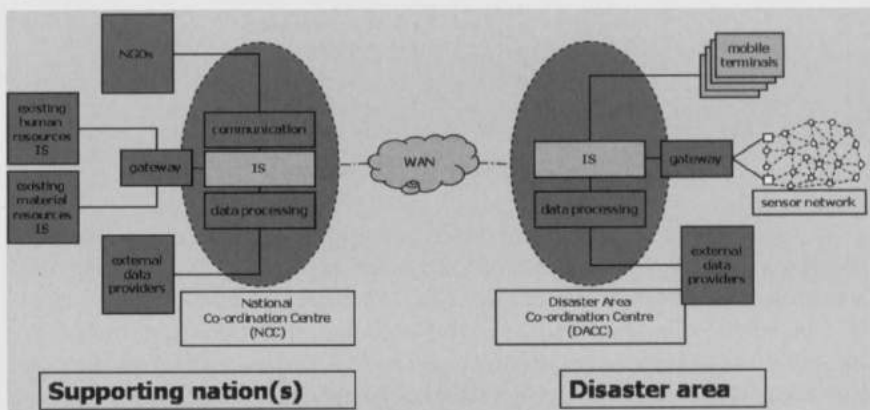 NGOs
existing
human
resources
IS
existing
material
resources
IS
gateway
communication
IS
data processing
external
data
providers
National
Co-ordination Centre
(NCC)
Supporting nation(s)
WAN
mobile
terminals
IS
gateway
data processing
sensor network
external data
providers
Disaster Area
Co-ordination Centre
(DACC)
Disaster area